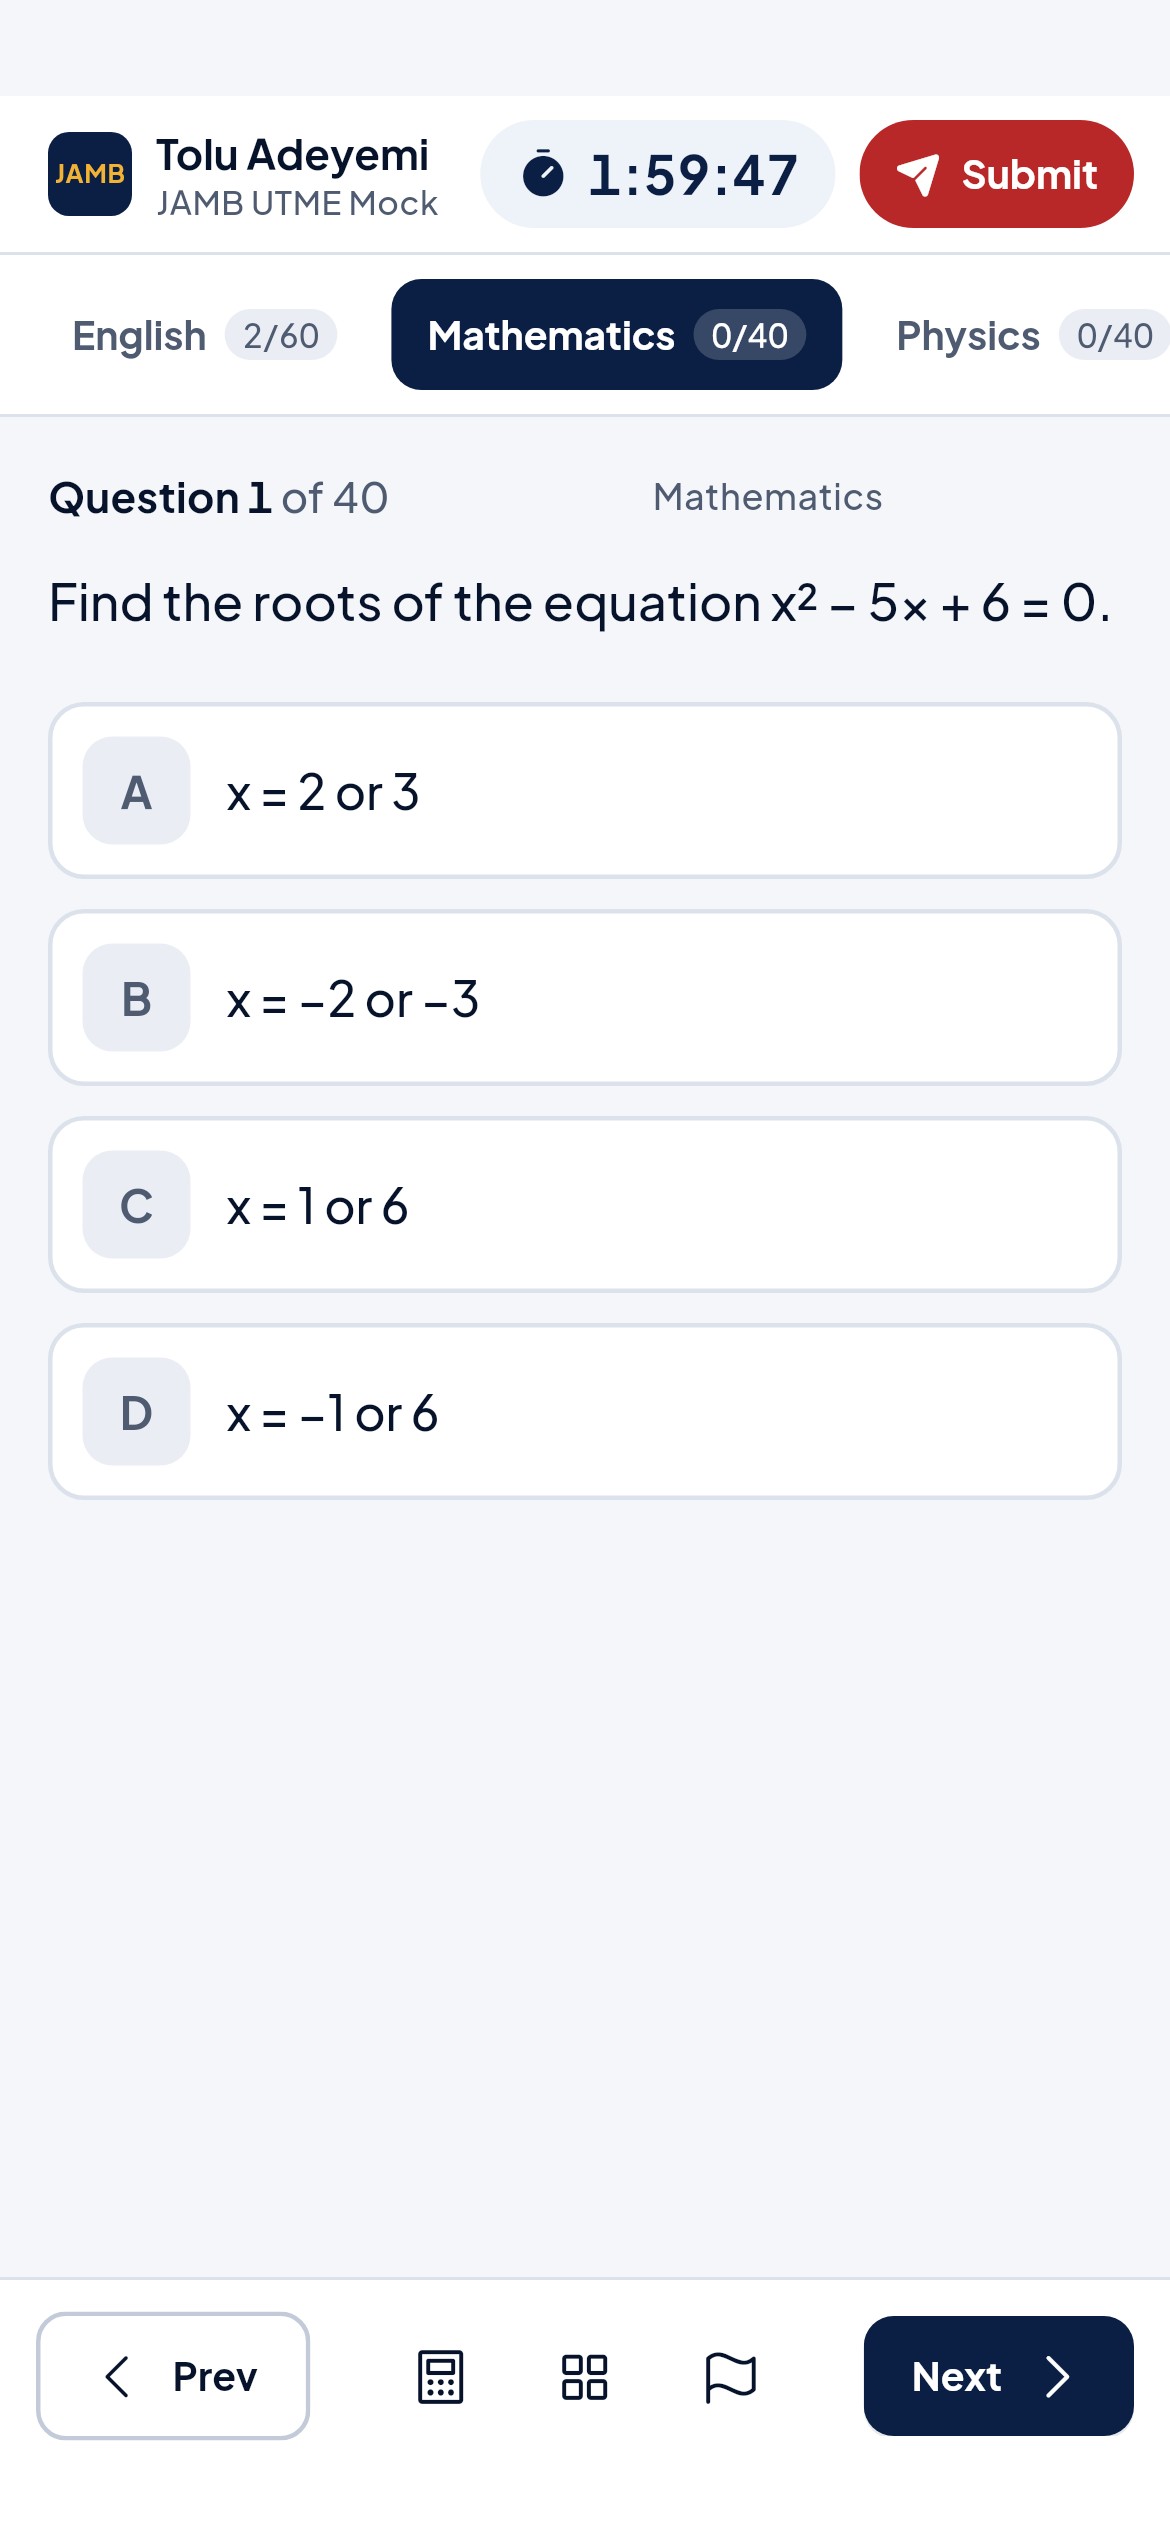 JAMB
Tolu Adeyemi
JAMB UTME Mock
1:59:47
Submit
English 2/60
Mathematics 0/40
Physics 0/40
Question 1 of 40
Mathematics
Find the roots of the equation x² − 5× + 6 = 0.
A x = 2 or 3
B x = −2 or −3
C x = 1 or 6
D x = −1 or 6
Prev
Next